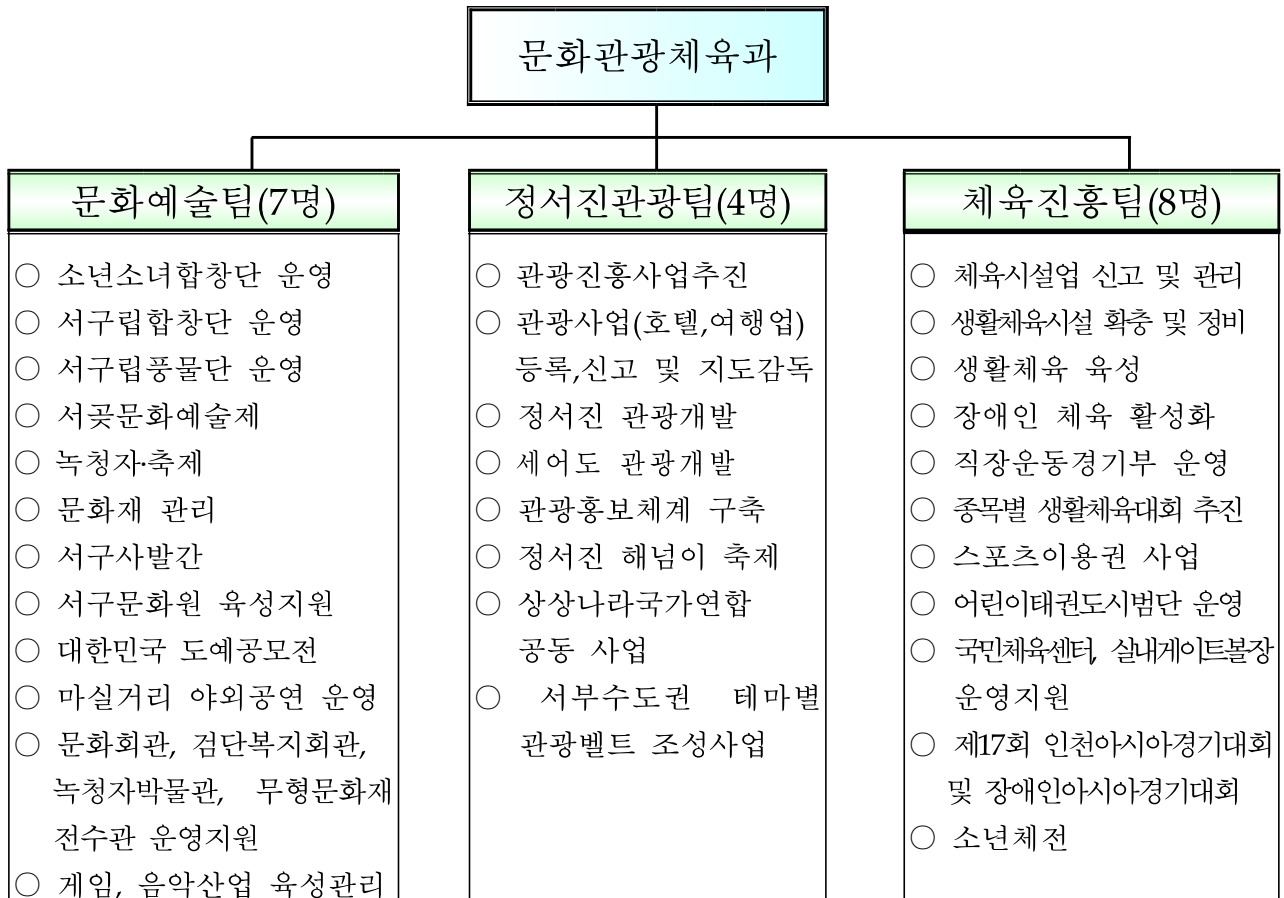 문화관광체육과
문화예술팀(7명)
○ 소년소녀합창단 운영
○ 서구립합창단 운영
○ 서구립풍물단 운영
○ 서곶문화예술제
○ 녹청자·축제
○ 문화재 관리
○ 서구사발간
○ 서구문화원 육성지원
○ 대한민국 도예공모전
○ 마실거리 야외공연 운영
○ 문화회관, 검단복지회관,
녹청자박물관, 무형문화재
전수관 운영지원
○ 게임, 음악산업 육성관리
정서진관광팀(4명)
○ 관광진흥사업추진
○ 관광사업(호텔,여행업)
등록,신고 및 지도감독
○ 정서진 관광개발
○ 세어도 관광개발
○ 관광홍보체계 구축
○ 정서진 해넘이 축제
○ 상상나라국가연합
공동 사업
○ 서부수도권 테마별
관광벨트 조성사업
체육진흥팀(8명)
○ 체육시설업 신고 및 관리
○ 생활체육시설 확충 및 정비
○ 생활체육 육성
○ 장애인 체육 활성화
○ 직장운동경기부 운영
○ 종목별 생활체육대회 추진
○ 스포츠이용권 사업
○ 어린이태권도시범단 운영
○ 국민체육센터, 실내게이트볼장
운영지원
○ 제17회 인천아시아경기대회
및 장애인아시아경기대회
○ 소년체전